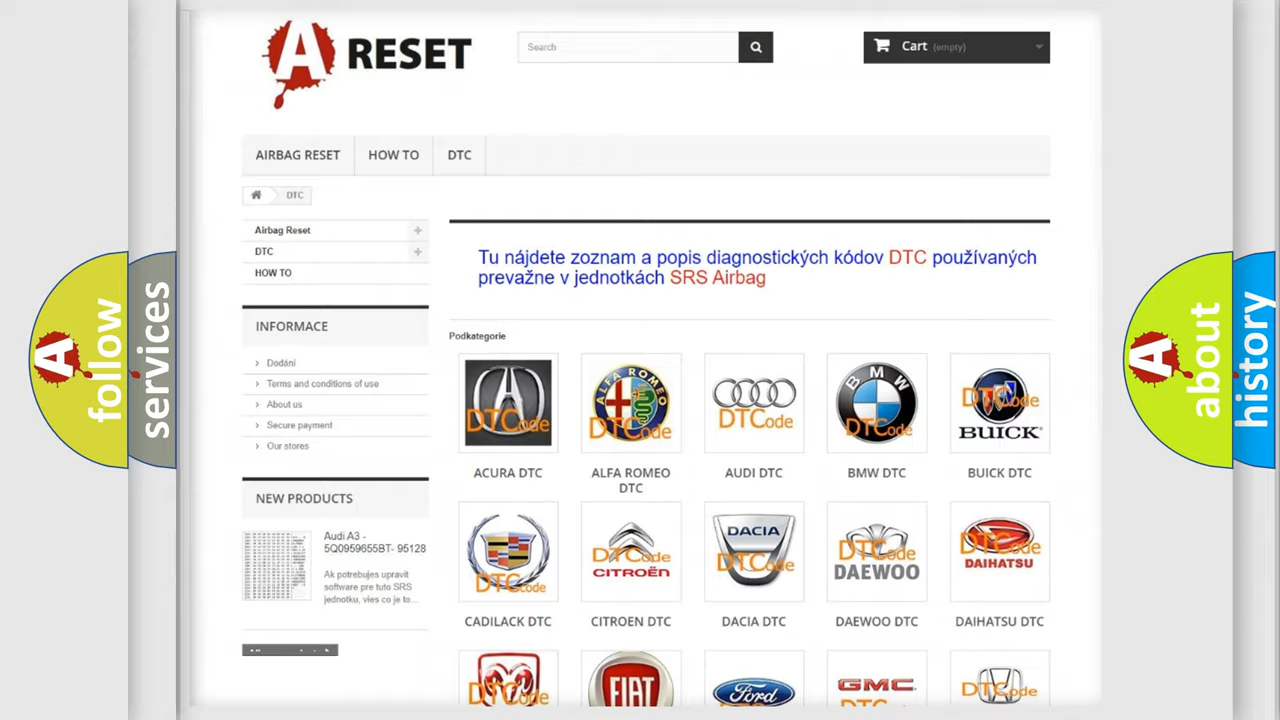 A RESET
Search
Cart (empty)
AIRBAG RESET
HOW TO
DTC
DTC
Airbag Reset
DTC
HOW TO
INFORMACE
Dodání
Terms and conditions of use
About us
Secure payment
Our stores
NEW PRODUCTS
Audi A3 -
5Q0959655BT- 95128
Ak potrebujes upravit
software pre tuto SRS
jednotku, vies co je to...
Tu nájdete zoznam a popis diagnostických kódov DTC používaných
prevažne v jednotkách SRS Airbag
Podkategorie
DTCode
ALFA ROMEO
DTCode
DTCode
BMW
DTCode
DTCode
BUICK
ACURA DTC
ALFA ROMEO
DTC
AUDI DTC
BMW DTC
BUICK DTC
DTCode
DTCode
CITROËN
DACIA
DTCode
DTCode
DAEWOO
DTCode
DAIHATSU
CADILACK DTC
CITROEN DTC
DACIA DTC
DAEWOO DTC
DAIHATSU DTC
DTCode
FIAT
Ford
GMC
DTCode
A follow
services
A about
history